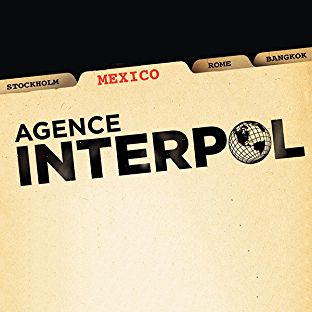 STOCKHOLM
MEXICO
ROME
BANGKOK
AGENCE
INTERPOL